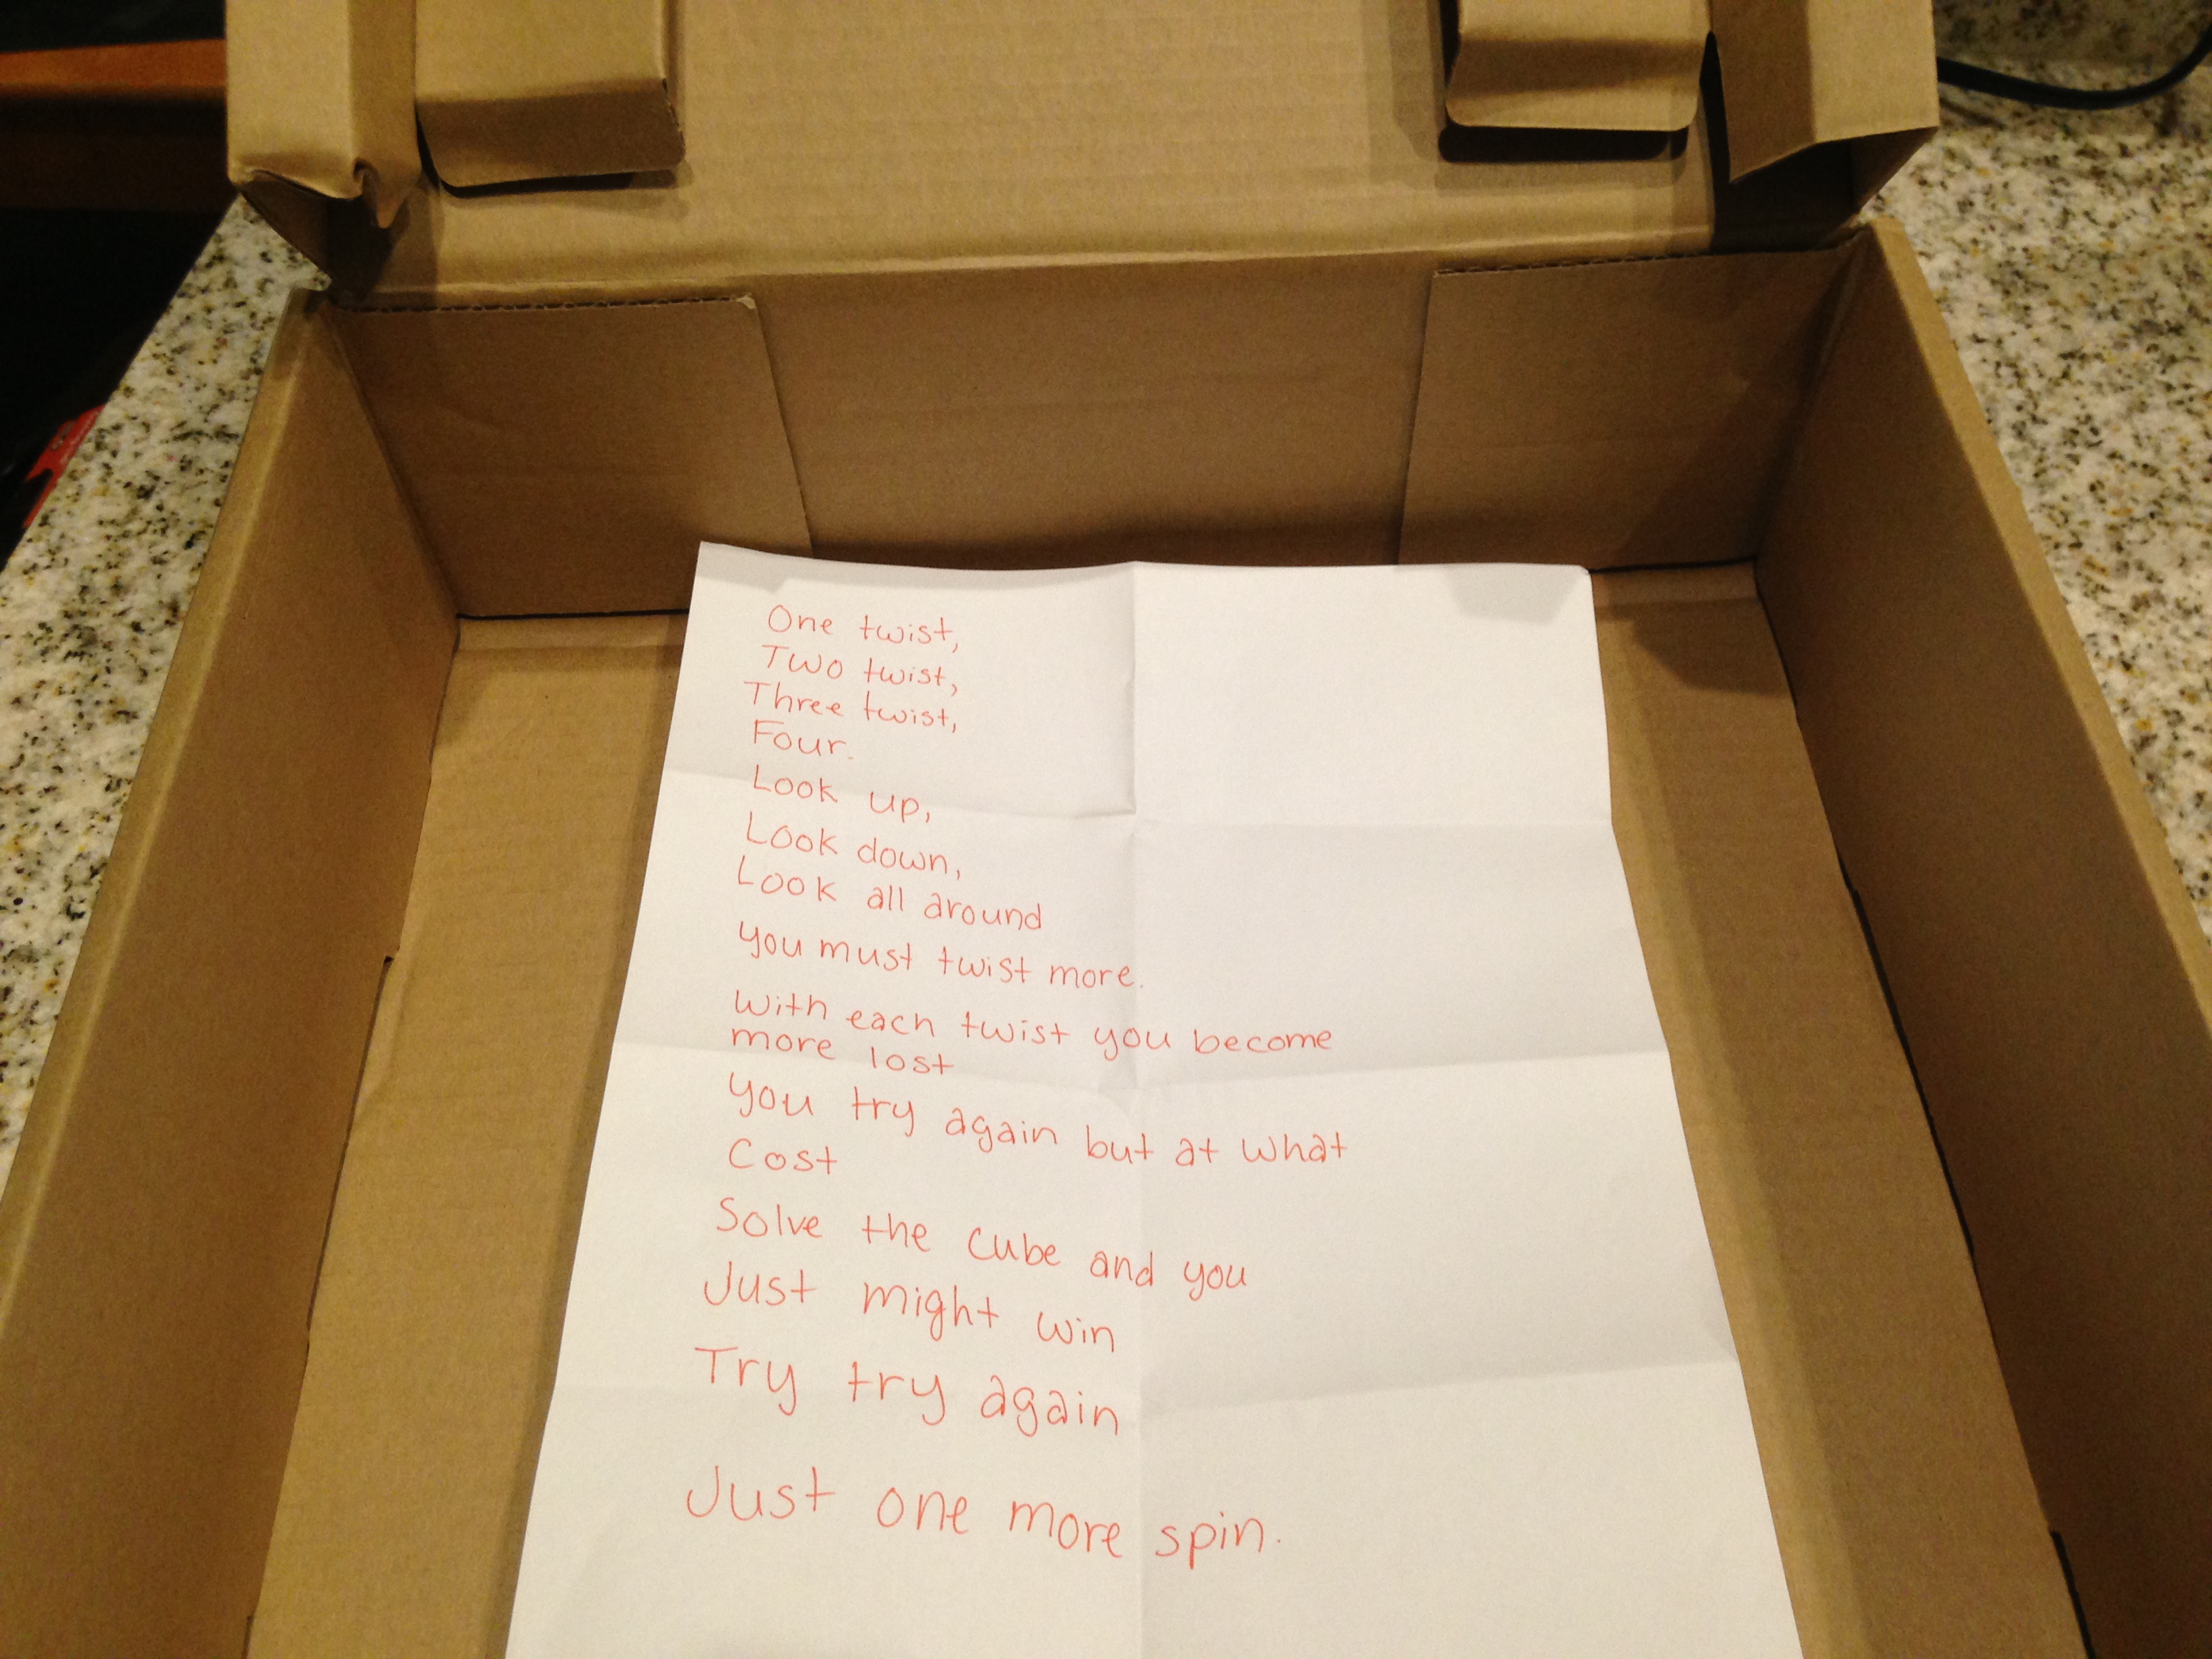 One twist,
Two twist,
Three twist,
Four.
Look up,
Look down,
Look all around
you must twist more.
With each twist you become
more lost
you try again but at what
Cost
Solve the cube and you
Just might win
Try try again
Just one more spin.